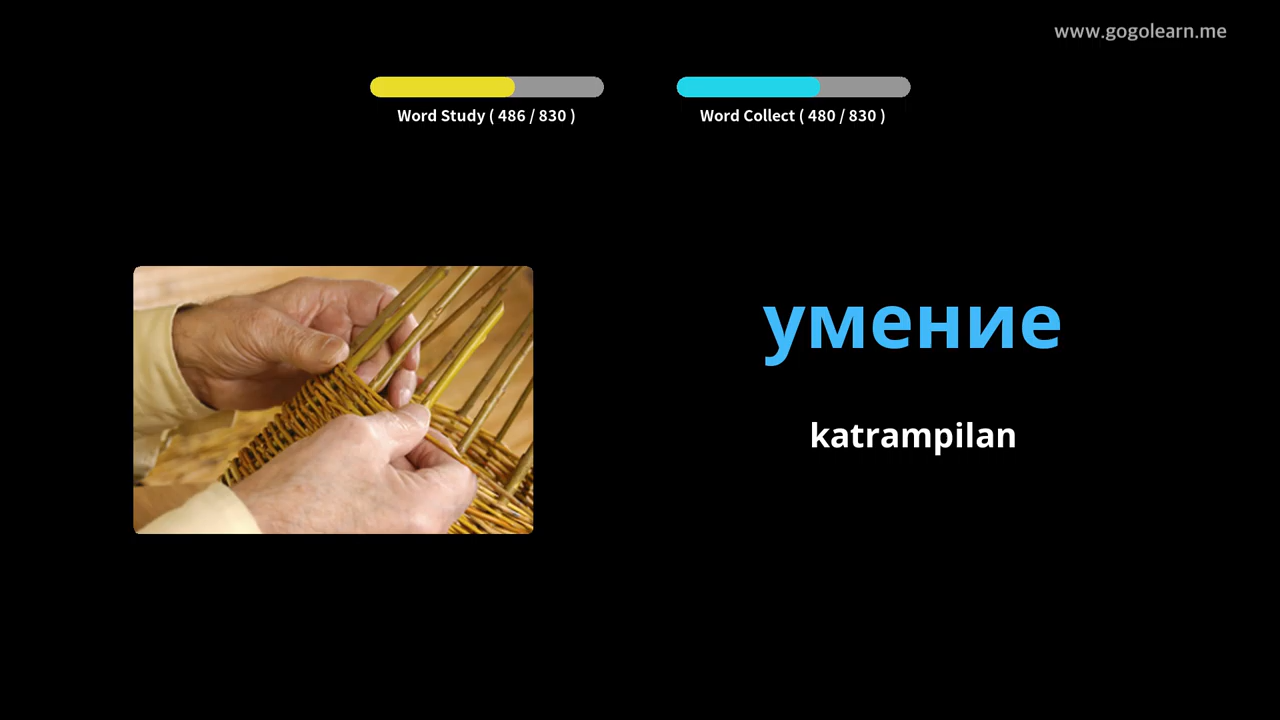 www.gogolearn.me
Word Study ( 486 / 830 )
Word Collect ( 480 / 830 )
умение
katrampilan